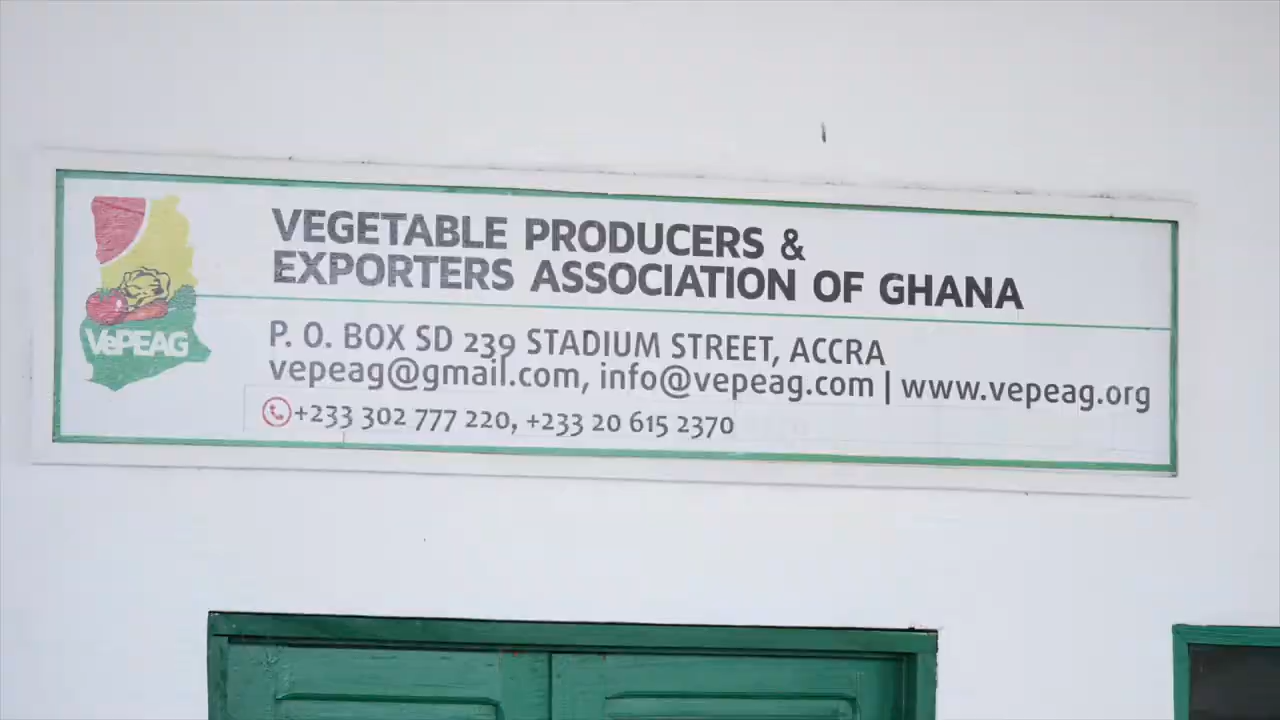 VEGETABLE PRODUCERS &
EXPORTERS ASSOCIATION OF GHANA
VePEAG
P. O. BOX SD 239 STADIUM STREET, ACCRA
vepeag@gmail.com, info@vepeag.com | www.vepeag.org
+233 302 777 220, +233 20 615 2370